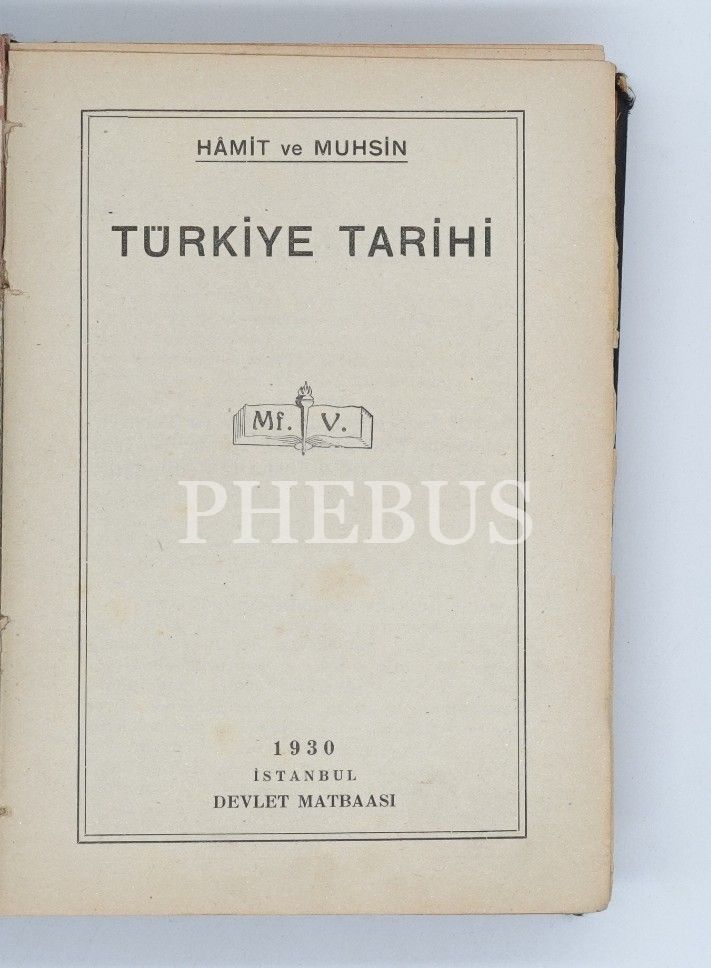 HÂMİT ve MUHSİN
TÜRKİYE TARİHİ
Mf. V.
PHEBUS
1930
İSTANBUL
DEVLET MATBAASI